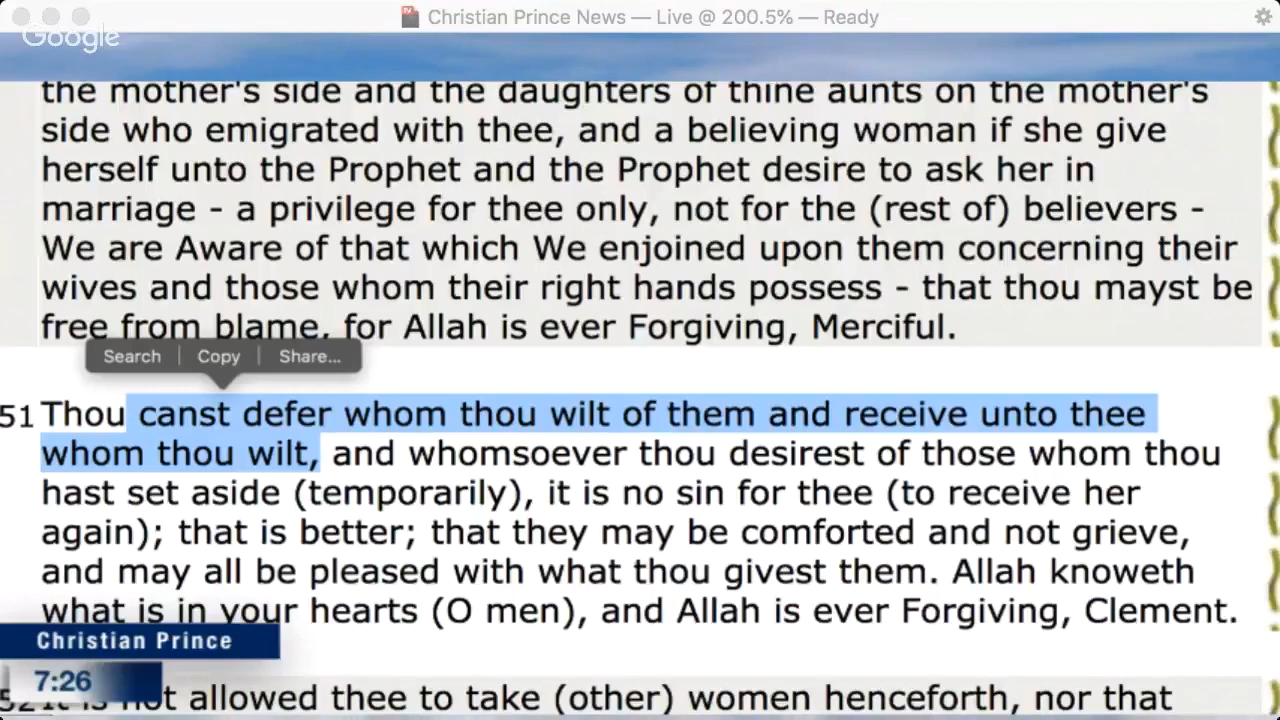 Christian Prince News — Live @ 200.5% — Ready
Google
the mother's side and the daughters of thine aunts on the mother's
side who emigrated with thee, and a believing woman if she give
herself unto the Prophet and the Prophet desire to ask her in
marriage - a privilege for thee only, not for the (rest of) believers -
We are Aware of that which We enjoined upon them concerning their
wives and those whom their right hands possess - that thou mayst be
free from blame, for Allah is ever Forgiving, Merciful.
Search Copy Share...
51 Thou canst defer whom thou wilt of them and receive unto thee
whom thou wilt, and whomsoever thou desirest of those whom thou
hast set aside (temporarily), it is no sin for thee (to receive her
again); that is better; that they may be comforted and not grieve,
and may all be pleased with what thou givest them. Allah knoweth
what is in your hearts (O men), and Allah is ever Forgiving, Clement.
Christian Prince
7:26
52 It is not allowed thee to take (other) women henceforth, nor that